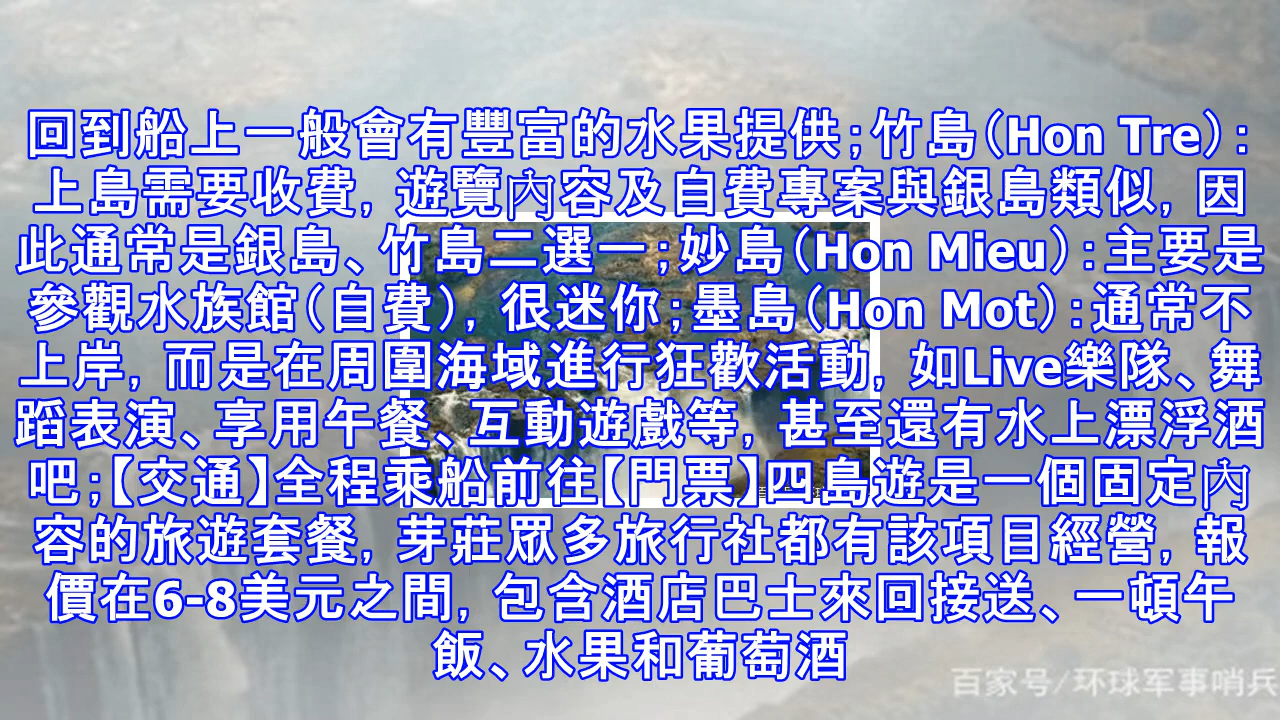 回到船上一般會有豐富的水果提供；竹島（Hon Tre）：
上島需要收費，遊覽內容及自費專案與銀島類似，因
此通常是銀島、竹島二選一；妙島（Hon Mieu）：主要是
參觀水族館（自費），很迷你；墨島（Hon Mot）：通常不
上岸，而是在周圍海域進行狂歡活動，如Live樂隊、舞
蹈表演、享用午餐、互動遊戲等，甚至還有水上漂浮酒
吧；【交通】全程乘船前往【門票】四島遊是一個固定內
容的旅遊套餐，芽莊眾多旅行社都有該項目經營，報
價在6-8美元之間，包含酒店巴士來回接送、一頓午
飯、水果和葡萄酒
百家号/环球军事哨兵